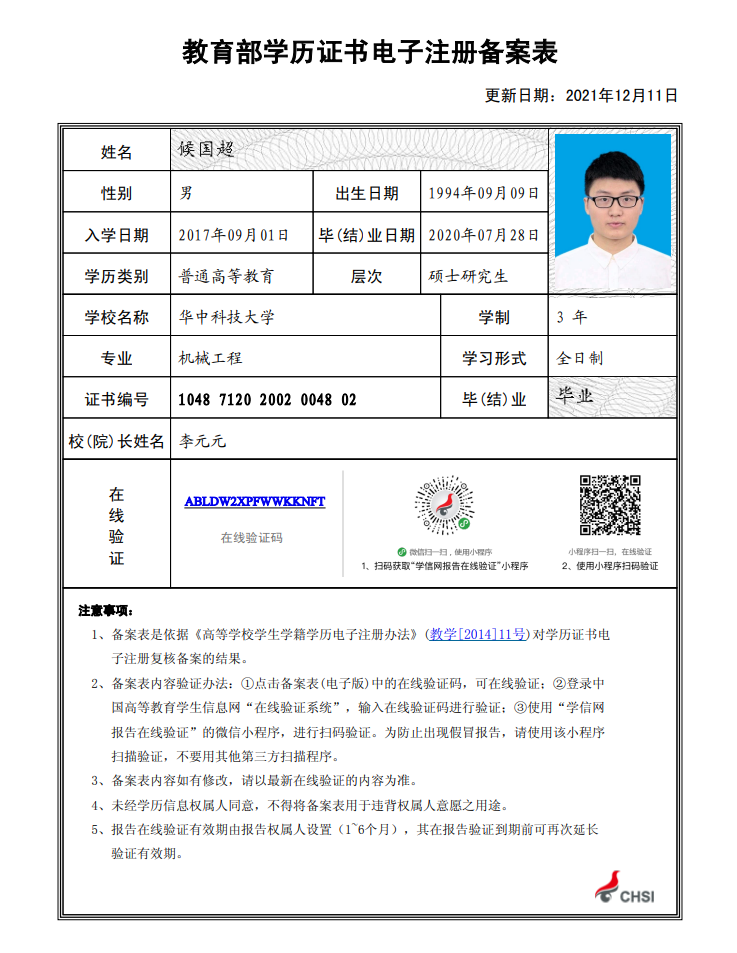 教育部学历证书电子注册备案表
更新日期：2021年12月11日
姓名 候国超
性别 男 出生日期 1994年09月09日
入学日期 2017年09月01日 毕(结)业日期 2020年07月28日
学历类别 普通高等教育 层次 硕士研究生
学校名称 华中科技大学 学制 3 年
专业 机械工程 学习形式 全日制
证书编号 1048 7120 2002 0048 02 毕(结)业 毕业
校(院)长姓名 李元元
在线验证
ABLDW2XPFWWKKNFT
在线验证码
微信扫一扫，使用小程序
1、扫码获取“学信网报告在线验证”小程序
小程序扫一扫，在线验证
2、使用小程序扫码验证
注意事项：
1、备案表是依据《高等学校学生学籍学历电子注册办法》(教学[2014]11号)对学历证书电
子注册复核备案的结果。
2、备案表内容验证办法：①点击备案表(电子版)中的在线验证码，可在线验证；②登录中
国高等教育学生信息网“在线验证系统”，输入在线验证码进行验证；③使用“学信网
报告在线验证”的微信小程序，进行扫码验证。为防止出现假冒报告，请使用该小程序
扫描验证，不要用其他第三方扫描程序。
3、备案表内容如有修改，请以最新在线验证的内容为准。
4、未经学历信息权属人同意，不得将备案表用于违背权属人意愿之用途。
5、报告在线验证有效期由报告权属人设置（1~6个月），其在报告验证到期前可再次延长
验证有效期。
CHSI